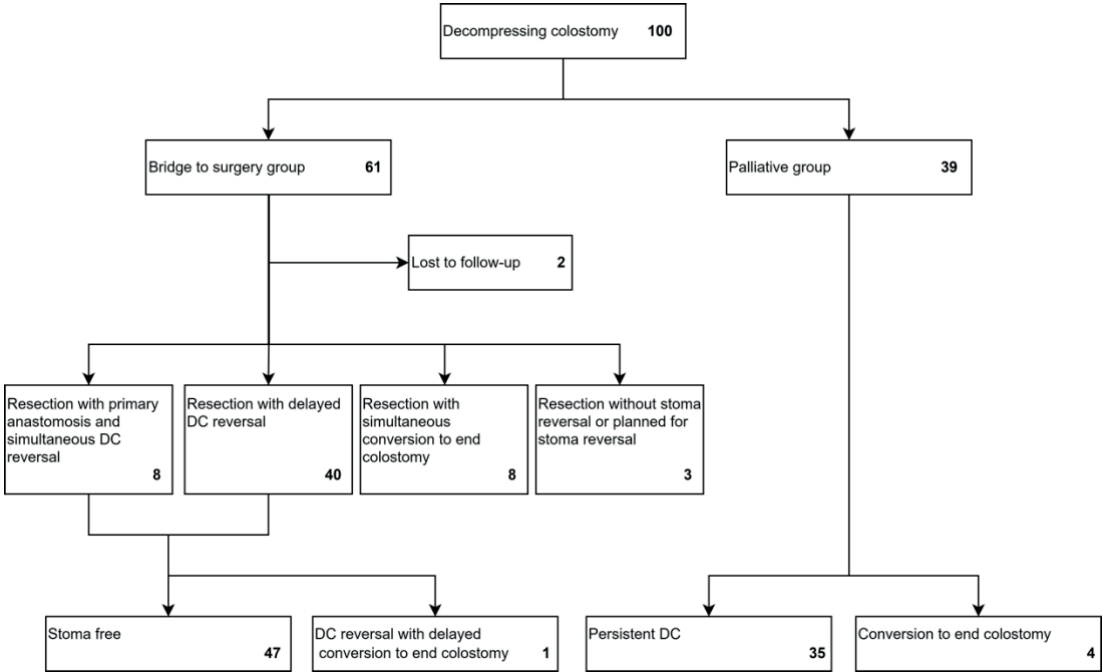 Decompressing colostomy 100
Bridge to surgery group 61
Palliative group 39
Lost to follow-up 2
Resection with primary
anastomosis and
simultaneous DC
reversal
8
Resection with delayed
DC reversal
40
Resection with
simultaneous
conversion to end
colostomy
8
Resection without stoma
reversal or planned for
stoma reversal
3
Stoma free
47
DC reversal with delayed
conversion to end colostomy 1
Persistent DC
35
Conversion to end colostomy
4